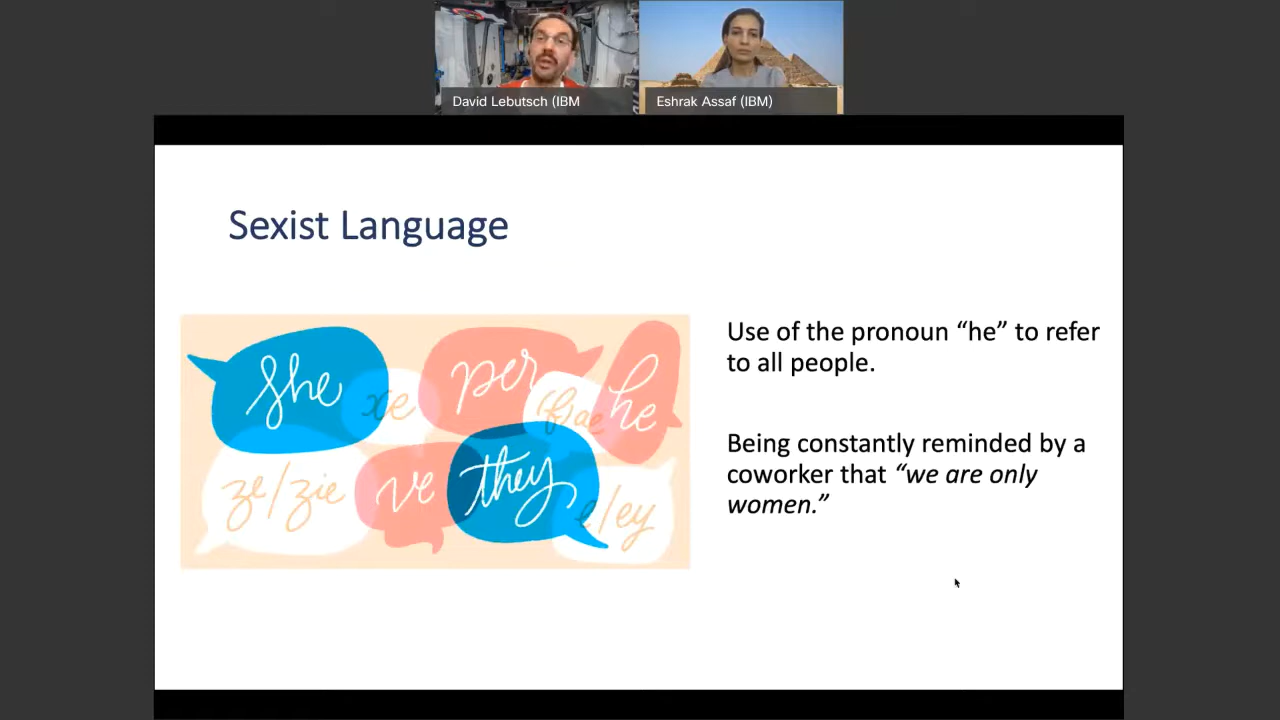 David Lebutsch (IBM
Eshrak Assaf (IBM)
Sexist Language
she
xe
per
(f)ae
he
ze/zie
ve
they
e/ey
Use of the pronoun “he” to refer
to all people.
Being constantly reminded by a
coworker that “we are only
women.”